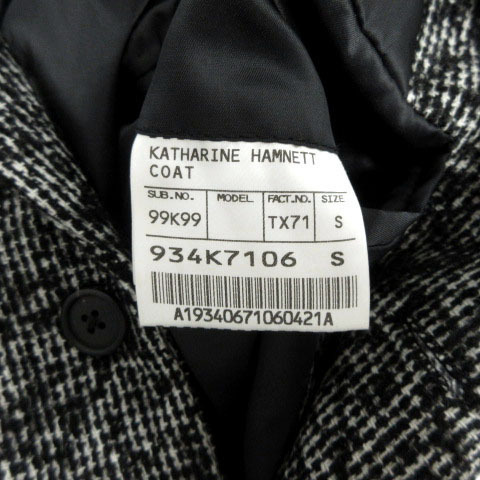 KATHARINE HAMNETT
COAT
SUB.NO. MODEL FACT.NO. SIZE
99K99 TX71 S
934K7106 S
A19340671060421A